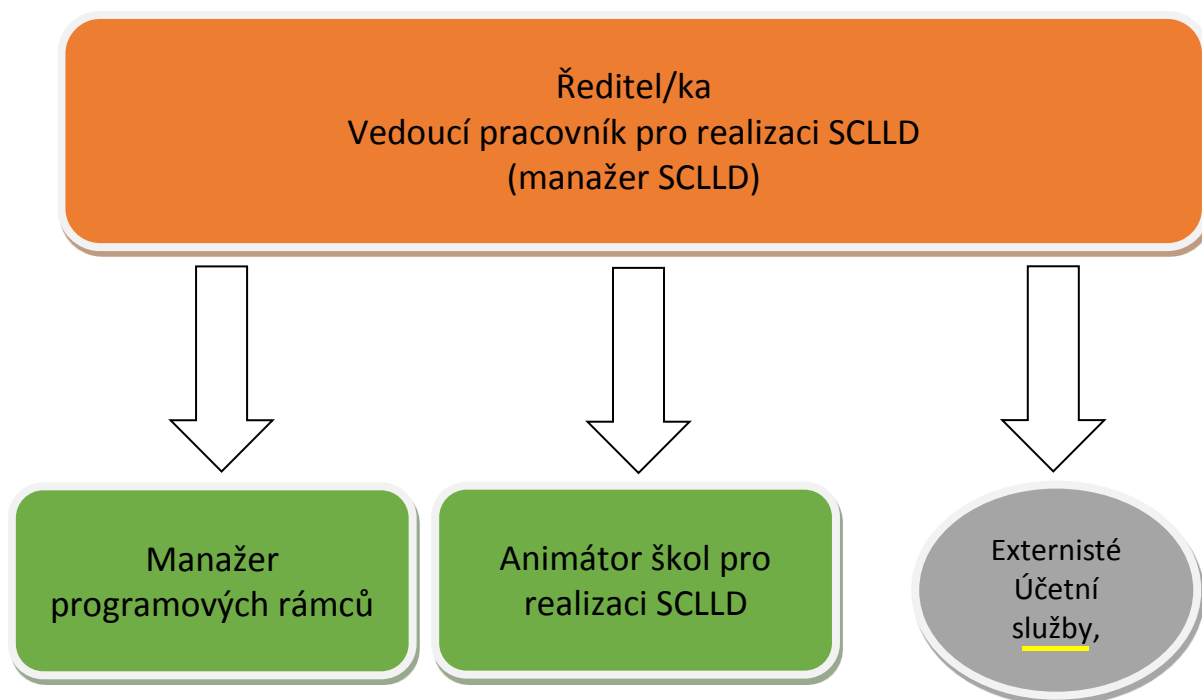 Ředitel/ka
Vedoucí pracovník pro realizaci SCLLD
(manažer SCLLD)
Manažer
programových rámců
Animátor škol pro
realizaci SCLLD
Externisté
Účetní
služby,